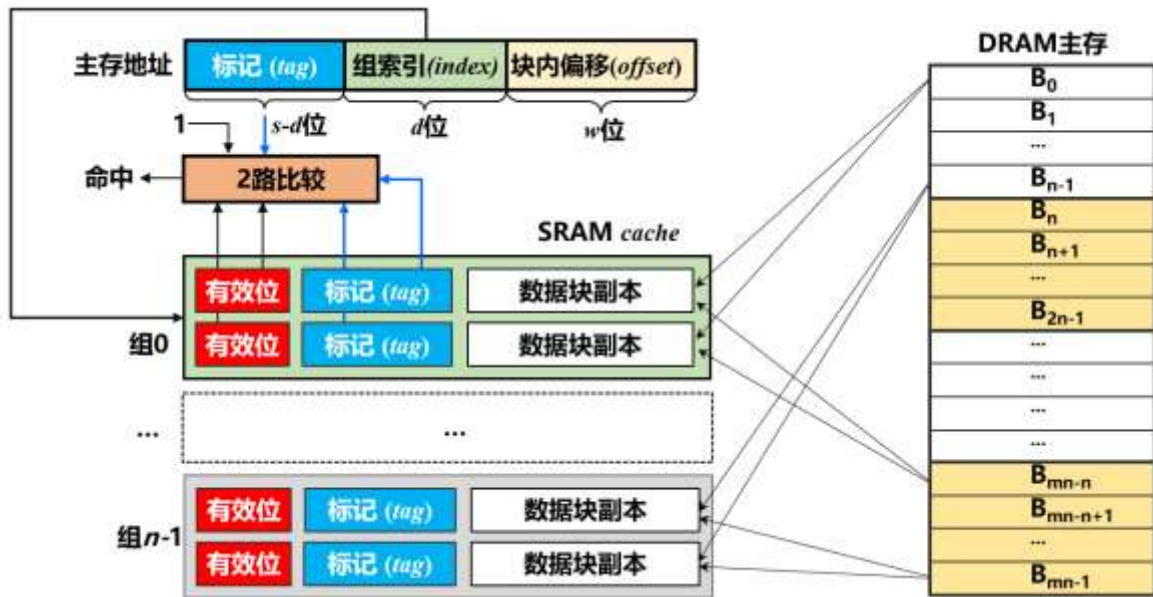 主存地址
标记 (tag)
组索引(index)
块内偏移(offset)
s-d位
d位
w位
1
2路比较
命中
SRAM cache
有效位
标记 (tag)
数据块副本
组0
有效位
标记 (tag)
数据块副本
...
...
有效位
标记 (tag)
数据块副本
组n-1
有效位
标记 (tag)
数据块副本
DRAM主存
B0
B1
...
Bn-1
Bn
Bn+1
...
B2n-1
...
...
...
...
Bmn-n
Bmn-n+1
...
Bmn-1